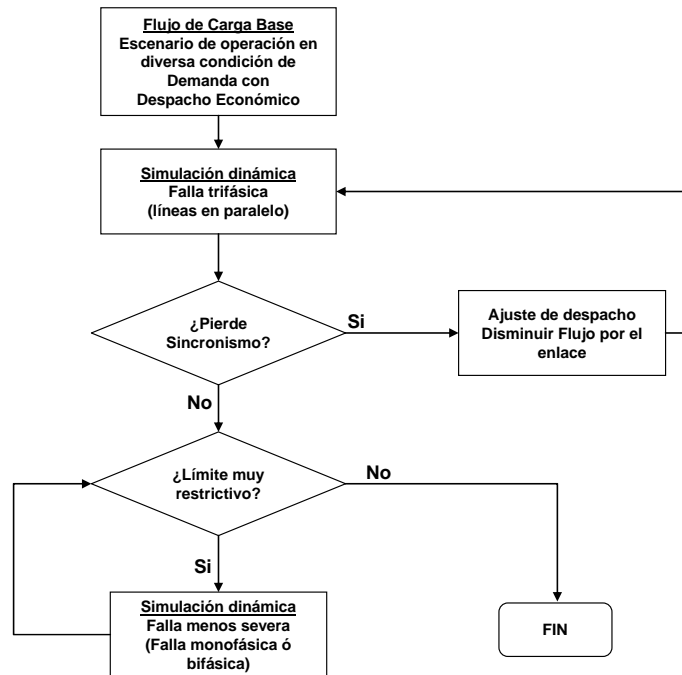 Flujo de Carga Base
Escenario de operación en
diversa condición de
Demanda con
Despacho Económico
Simulación dinámica
Falla trifásica
(líneas en paralelo)
¿Pierde
Sincronismo?
Si
Ajuste de despacho
Disminuir Flujo por el
enlace
No
¿Límite muy
restrictivo?
No
Si
Simulación dinámica
Falla menos severa
(Falla monofásica ó
bifásica)
FIN